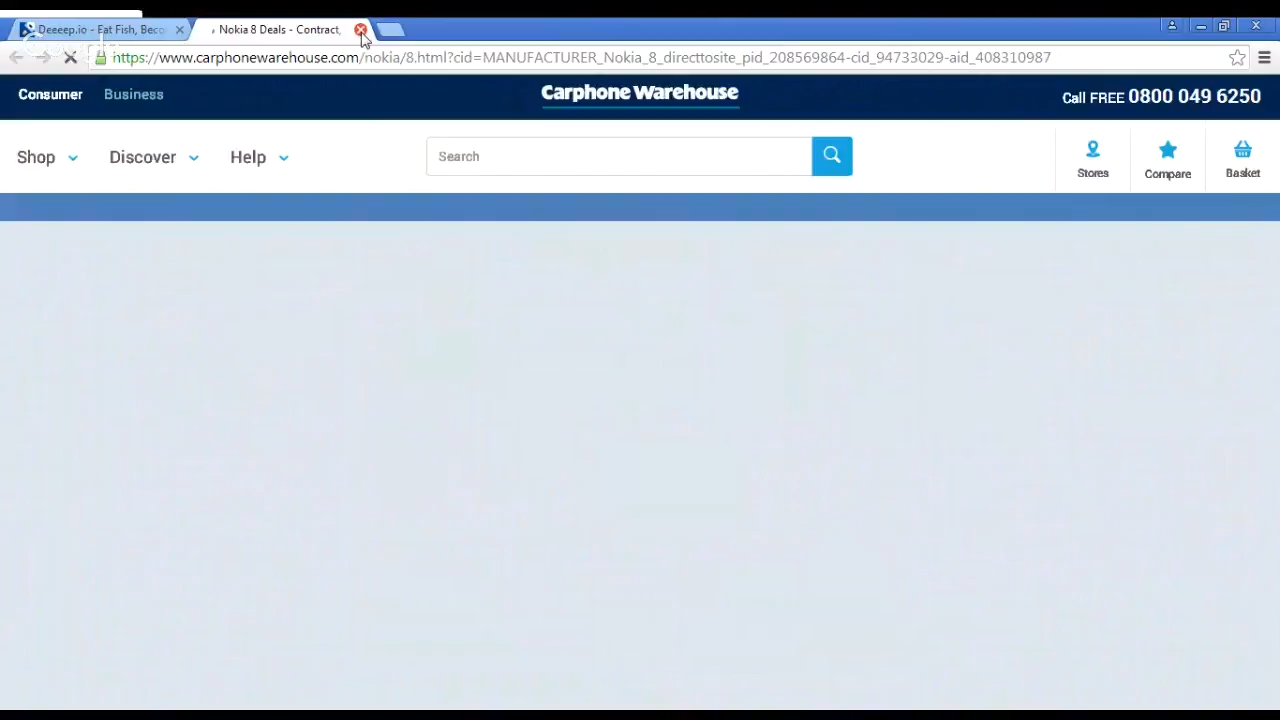 Deeeep.io - Eat Fish, Beco
Nokia 8 Deals - Contract,
https://www.carphonewarehouse.com/nokia/8.html?cid=MANUFACTURER_Nokia_8_directtosite_pid_208569864-cid_94733029-aid_408310987
Consumer Business Carphone Warehouse Call FREE 0800 049 6250
Shop Discover Help Search Stores Compare Basket